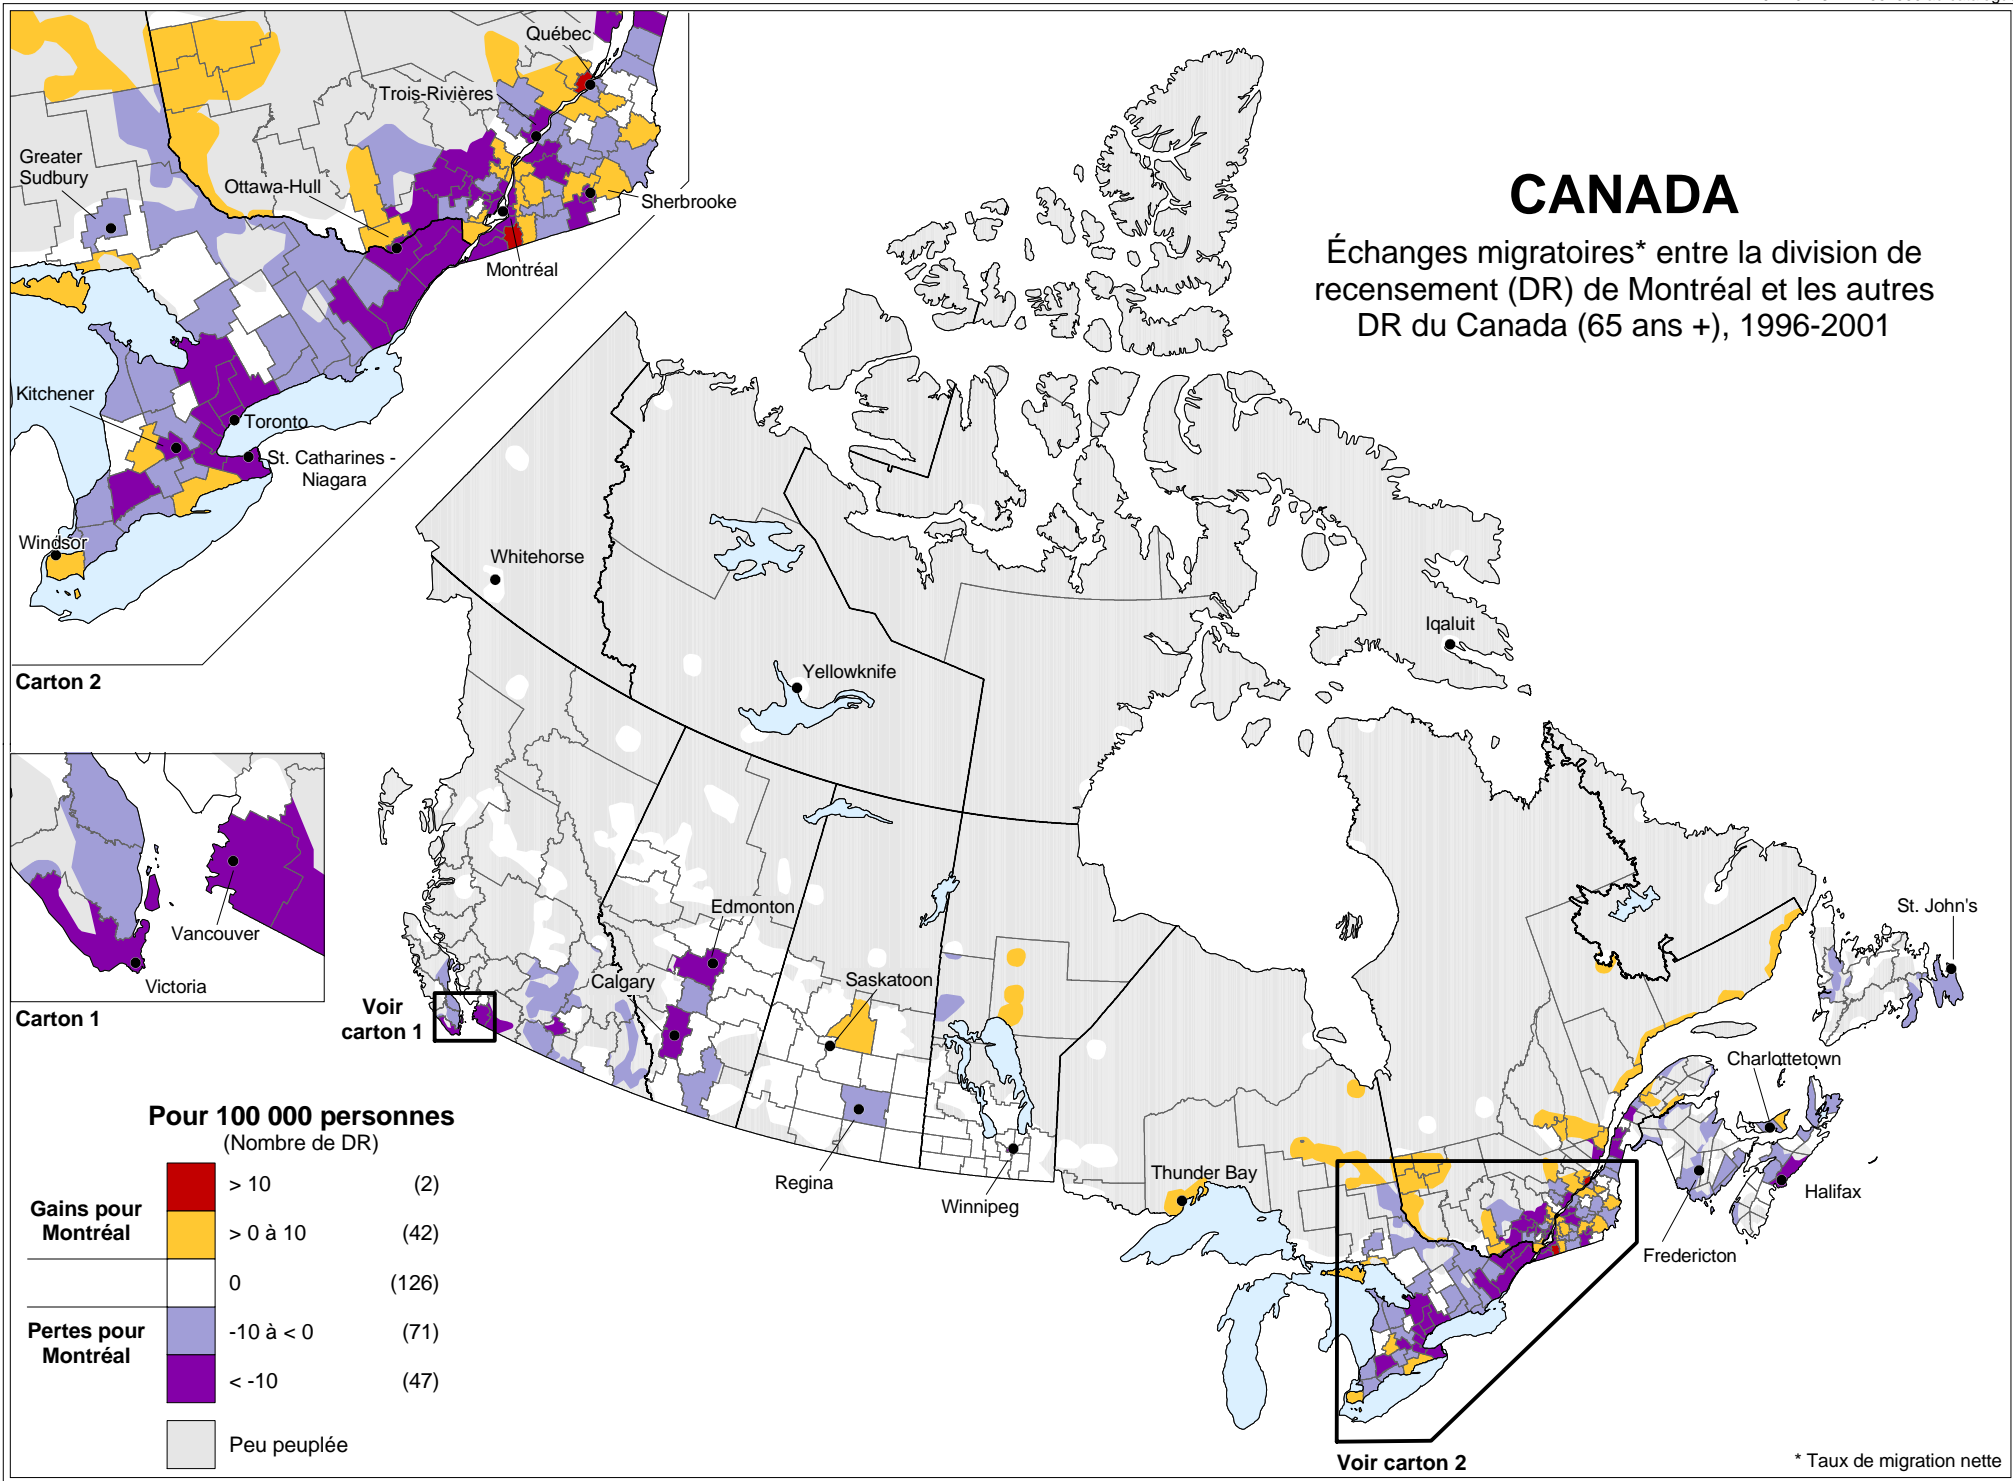 CANADA
Échanges migratoires* entre la division de
recensement (DR) de Montréal et les autres
DR du Canada (65 ans +), 1996-2001
Québec
Trois-Rivières
Greater
Sudbury
Ottawa-Hull
Sherbrooke
Montréal
Kitchener
Toronto
St. Catharines -
Niagara
Windsor
Carton 2
Vancouver
Victoria
Carton 1
Whitehorse
Yellowknife
Iqaluit
Edmonton
Calgary
Saskatoon
Voir
carton 1
Regina
Winnipeg
Thunder Bay
St. John's
Charlottetown
Halifax
Fredericton
Voir carton 2
Pour 100 000 personnes
(Nombre de DR)
Gains pour
Montréal
> 10 (2)
> 0 à 10 (42)
0 (126)
Pertes pour
Montréal
-10 à < 0 (71)
< -10 (47)
Peu peuplée
* Taux de migration nette